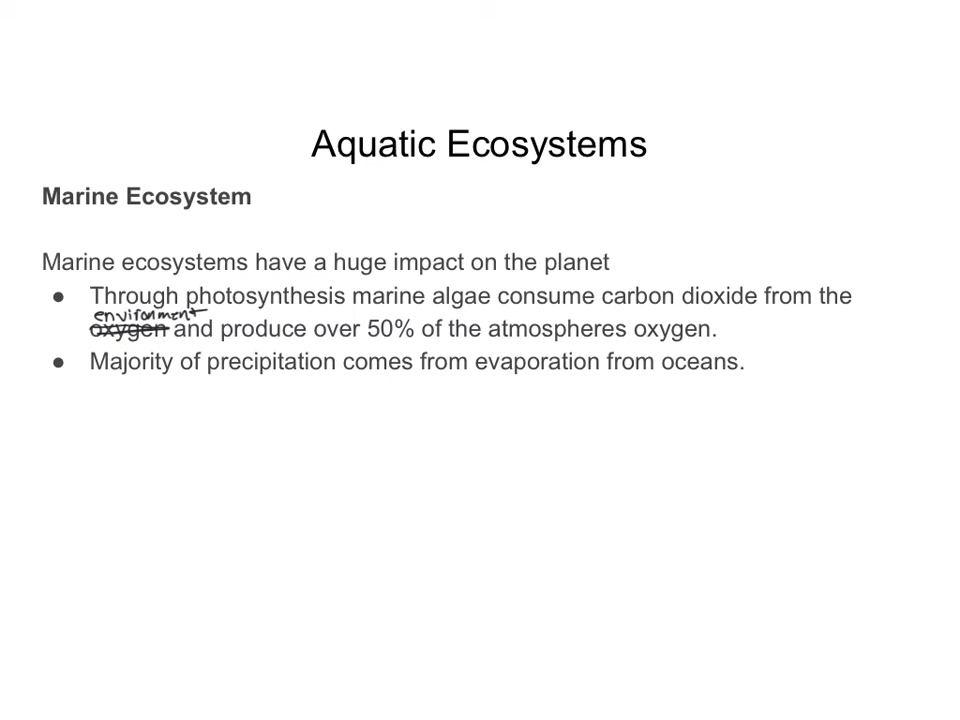 Aquatic Ecosystems
Marine Ecosystem
Marine ecosystems have a huge impact on the planet
● Through photosynthesis marine algae consume carbon dioxide from the
environment
oxygen and produce over 50% of the atmospheres oxygen.
● Majority of precipitation comes from evaporation from oceans.